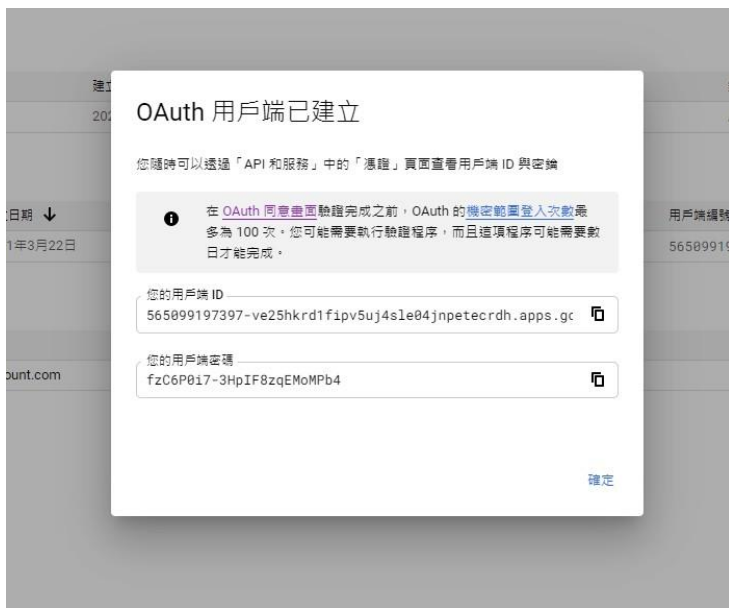 建立
202
OAuth 用戶端已建立
您隨時可以透過「API 和服務」中的「憑證」頁面查看用戶端 ID 與密鑰
在 OAuth 同意畫面驗證完成之前，OAuth 的機密範圍登入次數最
多為 100 次。您可能需要執行驗證程序，而且這項程序可能需要數
日才能完成。
日期
用戶端編號
1年3月22日
56509919
您的用戶端 ID
565099197397-ve25hkrd1fipv5uj4sle04jnpetecrdh.apps.gc
ount.com
您的用戶端密碼
fzC6P0i7-3HpIF8zqEMoMPb4
確定